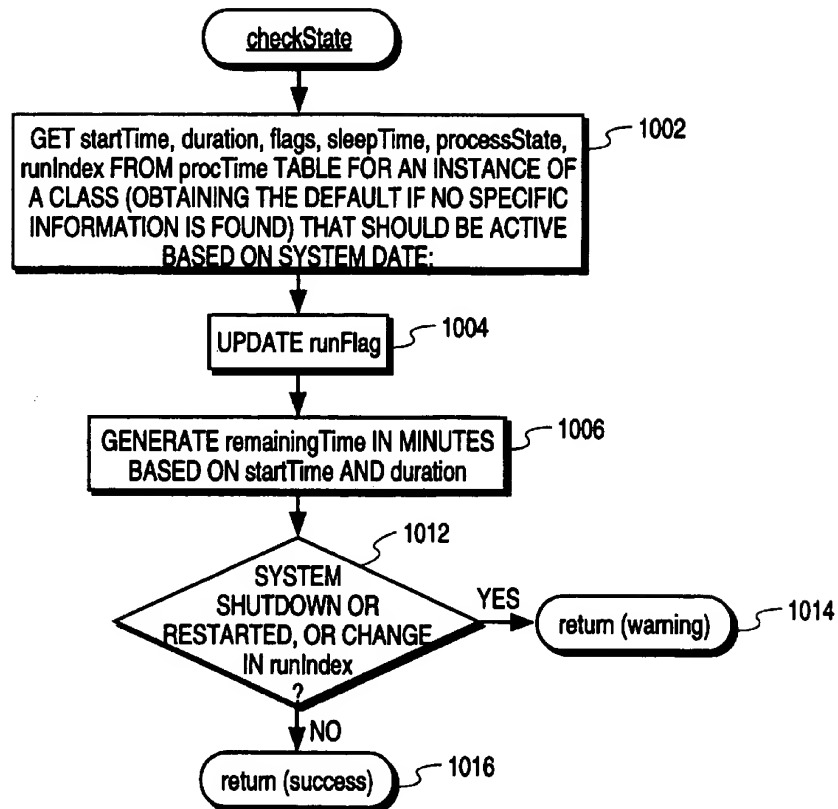 checkState
GET startTime, duration, flags, sleepTime, processState,
runIndex FROM procTime TABLE FOR AN INSTANCE OF
A CLASS (OBTAINING THE DEFAULT IF NO SPECIFIC
INFORMATION IS FOUND) THAT SHOULD BE ACTIVE
BASED ON SYSTEM DATE;
1002
UPDATE runFlag
1004
GENERATE remainingTime IN MINUTES
BASED ON startTime AND duration
1006
SYSTEM
SHUTDOWN OR
RESTARTED, OR CHANGE
IN runIndex
?
1012
YES
return (warning)
1014
NO
return (success)
1016